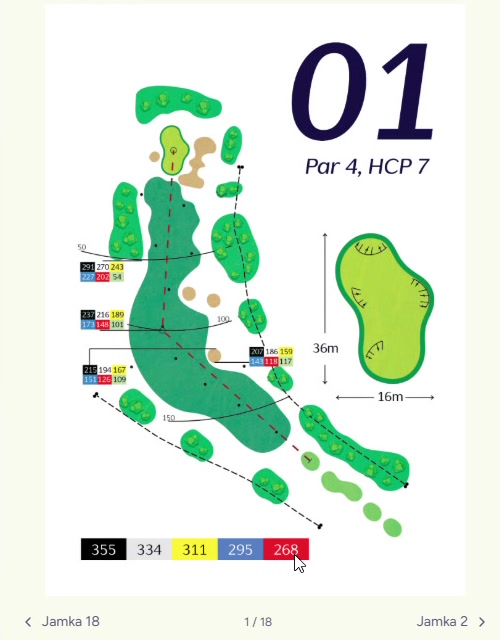 01
Par 4, HCP 7
50
291 270 243
227 202 54
237 216 189
173 148 101
100
207 186 159
143 118 117
215 194 167
151 126 109
150
36m
16m
355 334 311 295 268
Jamka 18
1 / 18
Jamka 2